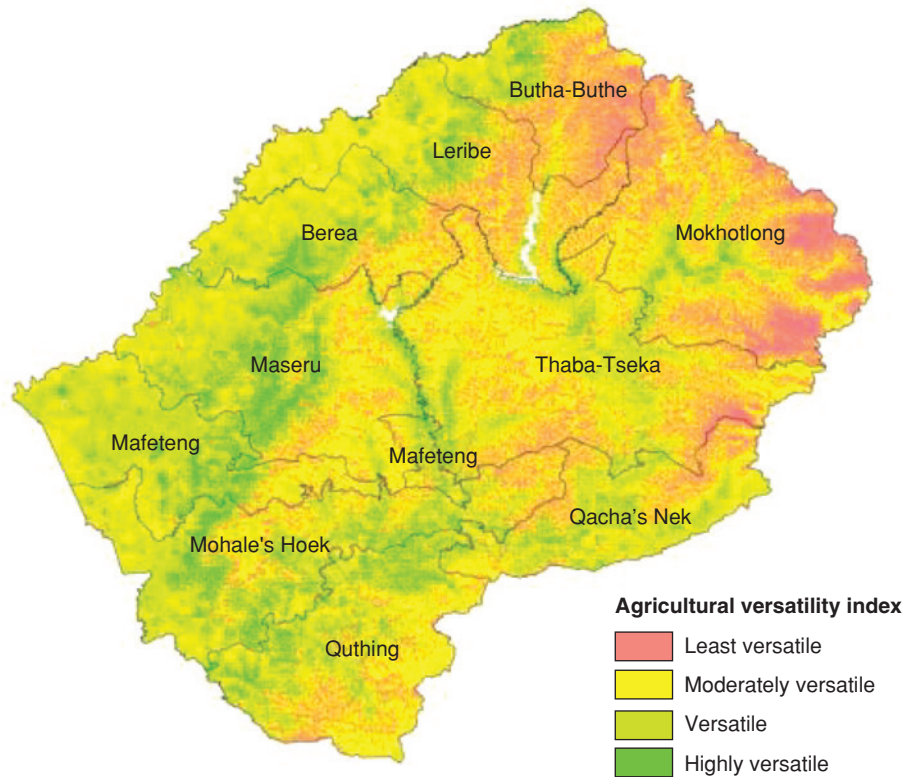 Butha-Buthe
Leribe
Berea
Mokhotlong
Maseru
Thaba-Tseka
Mafeteng
Mafeteng
Qacha's Nek
Mohale's Hoek
Quthing
Agricultural versatility index
Least versatile
Moderately versatile
Versatile
Highly versatile